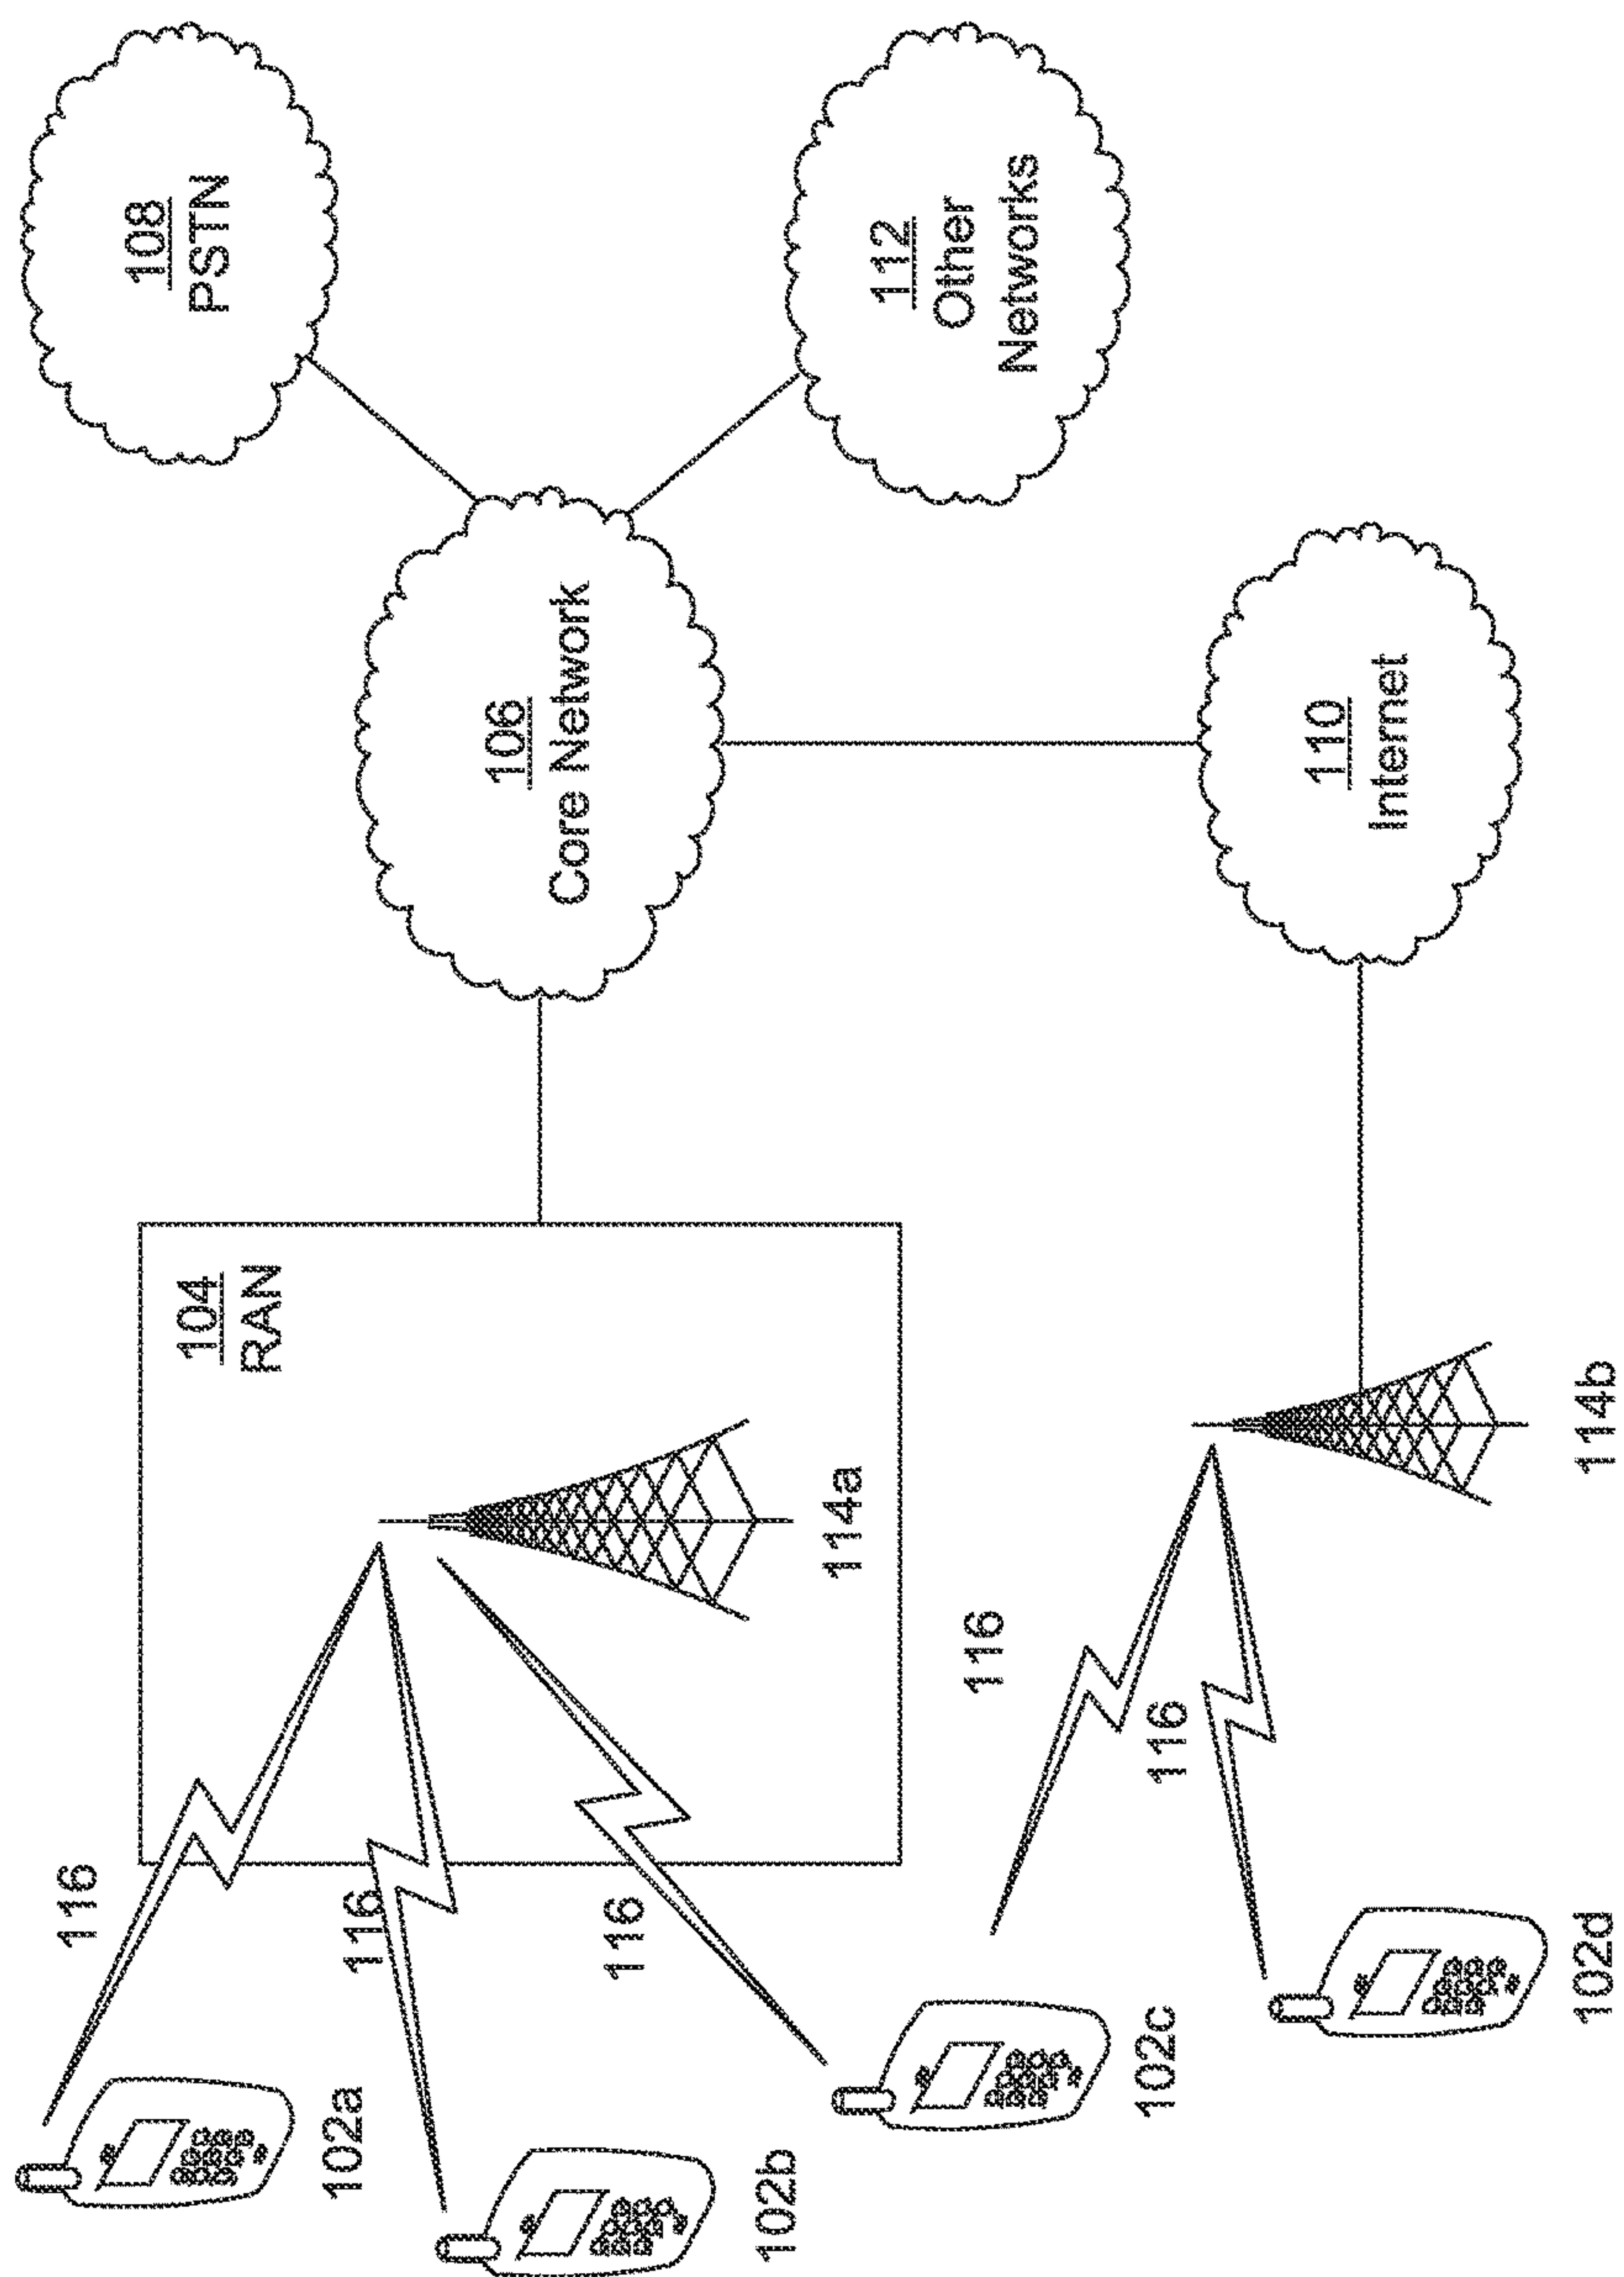 116
102a
116
102b
104
RAN
116
114a
102c
106
Core Network
108
PSTN
112
Other
Networks
116
116
102d
114b
110
Internet